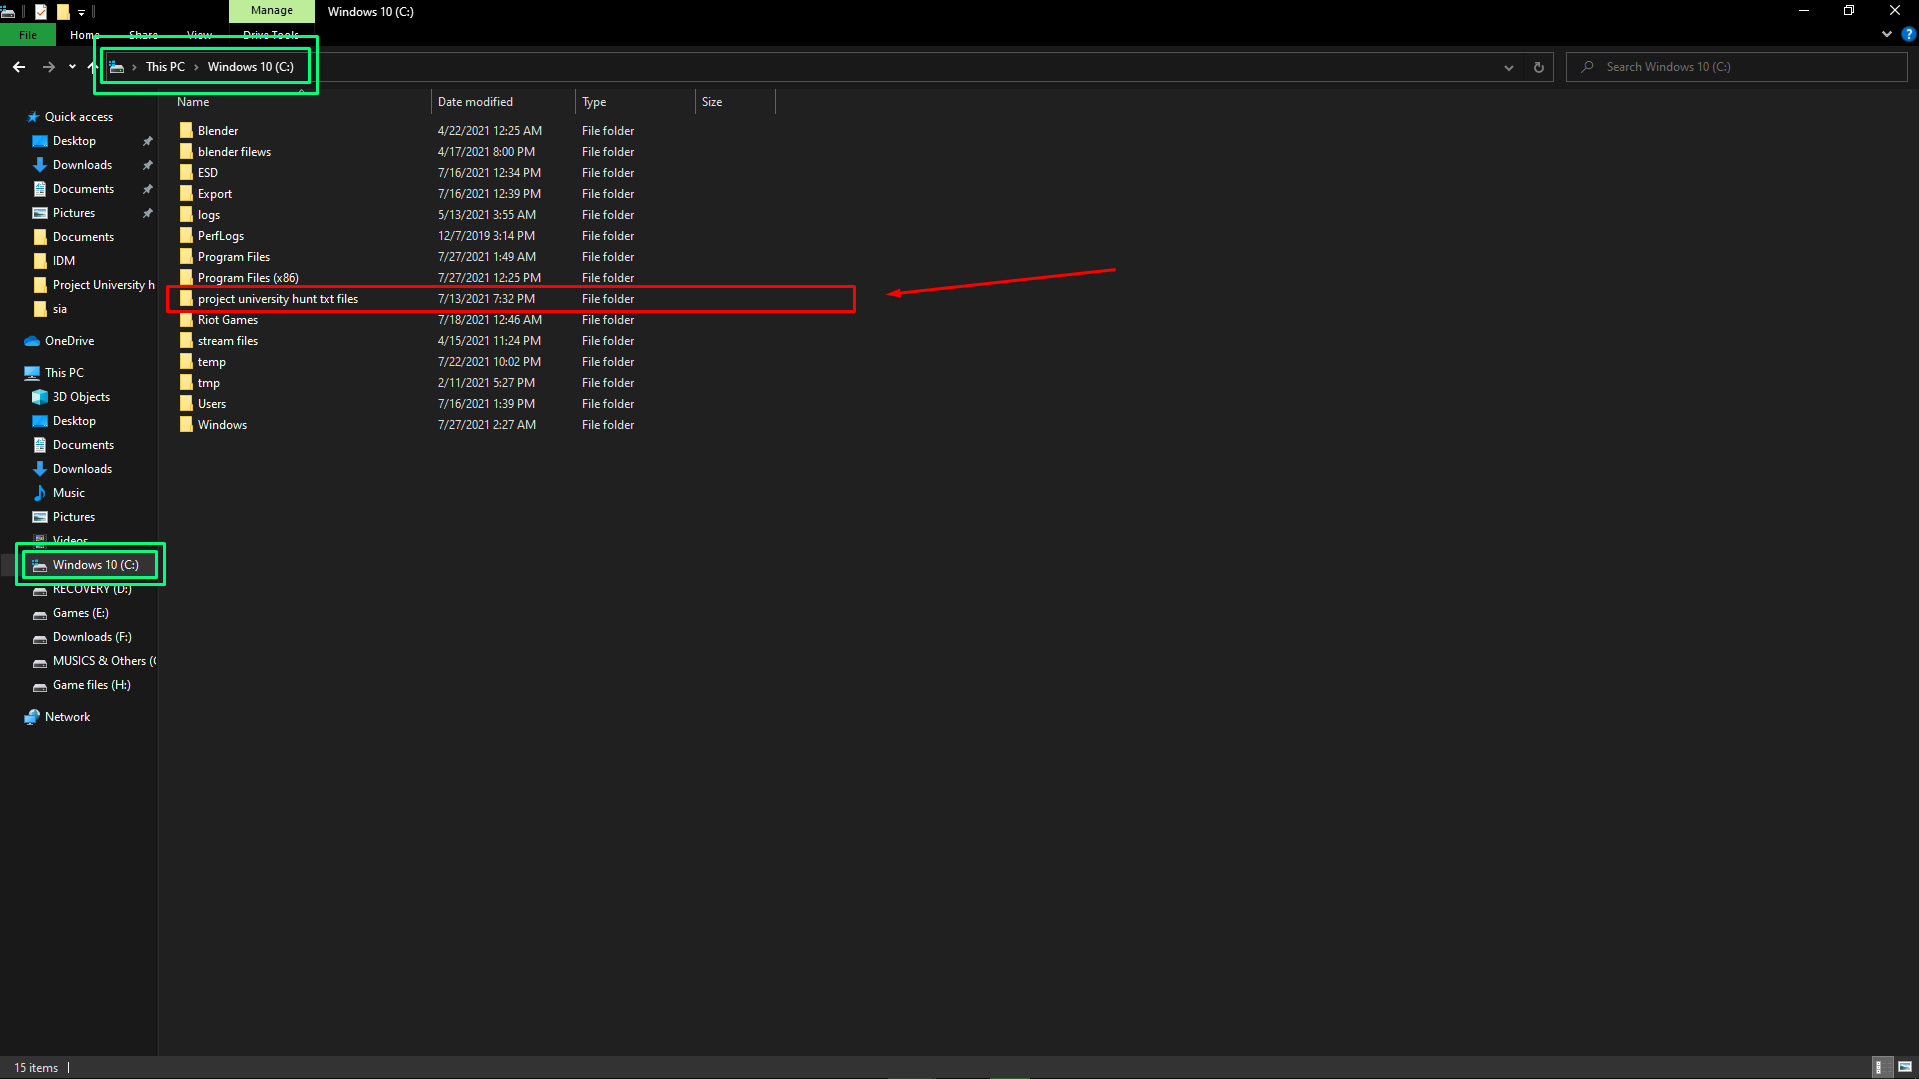 Manage
Windows 10 (C:)
File
Home
Share
View
Drive Tools
This PC > Windows 10 (C:)
Search Windows 10 (C:)
Name Date modified Type Size
Quick access
Desktop
Downloads
Documents
Pictures
Documents
IDM
Project University h
sia
OneDrive
This PC
3D Objects
Desktop
Documents
Downloads
Music
Pictures
Videos
Windows 10 (C:)
RECOVERY (D:)
Games (E:)
Downloads (F:)
MUSICS & Others (
Game files (H:)
Network
Blender 4/22/2021 12:25 AM File folder
blender filews 4/17/2021 8:00 PM File folder
ESD 7/16/2021 12:34 PM File folder
Export 7/16/2021 12:39 PM File folder
logs 5/13/2021 3:55 AM File folder
PerfLogs 12/7/2019 3:14 PM File folder
Program Files 7/27/2021 1:49 AM File folder
Program Files (x86) 7/27/2021 12:25 PM File folder
project university hunt txt files 7/13/2021 7:32 PM File folder
Riot Games 7/18/2021 12:46 AM File folder
stream files 4/15/2021 11:24 PM File folder
temp 7/22/2021 10:02 PM File folder
tmp 2/11/2021 5:27 PM File folder
Users 7/16/2021 1:39 PM File folder
Windows 7/27/2021 2:27 AM File folder
15 items